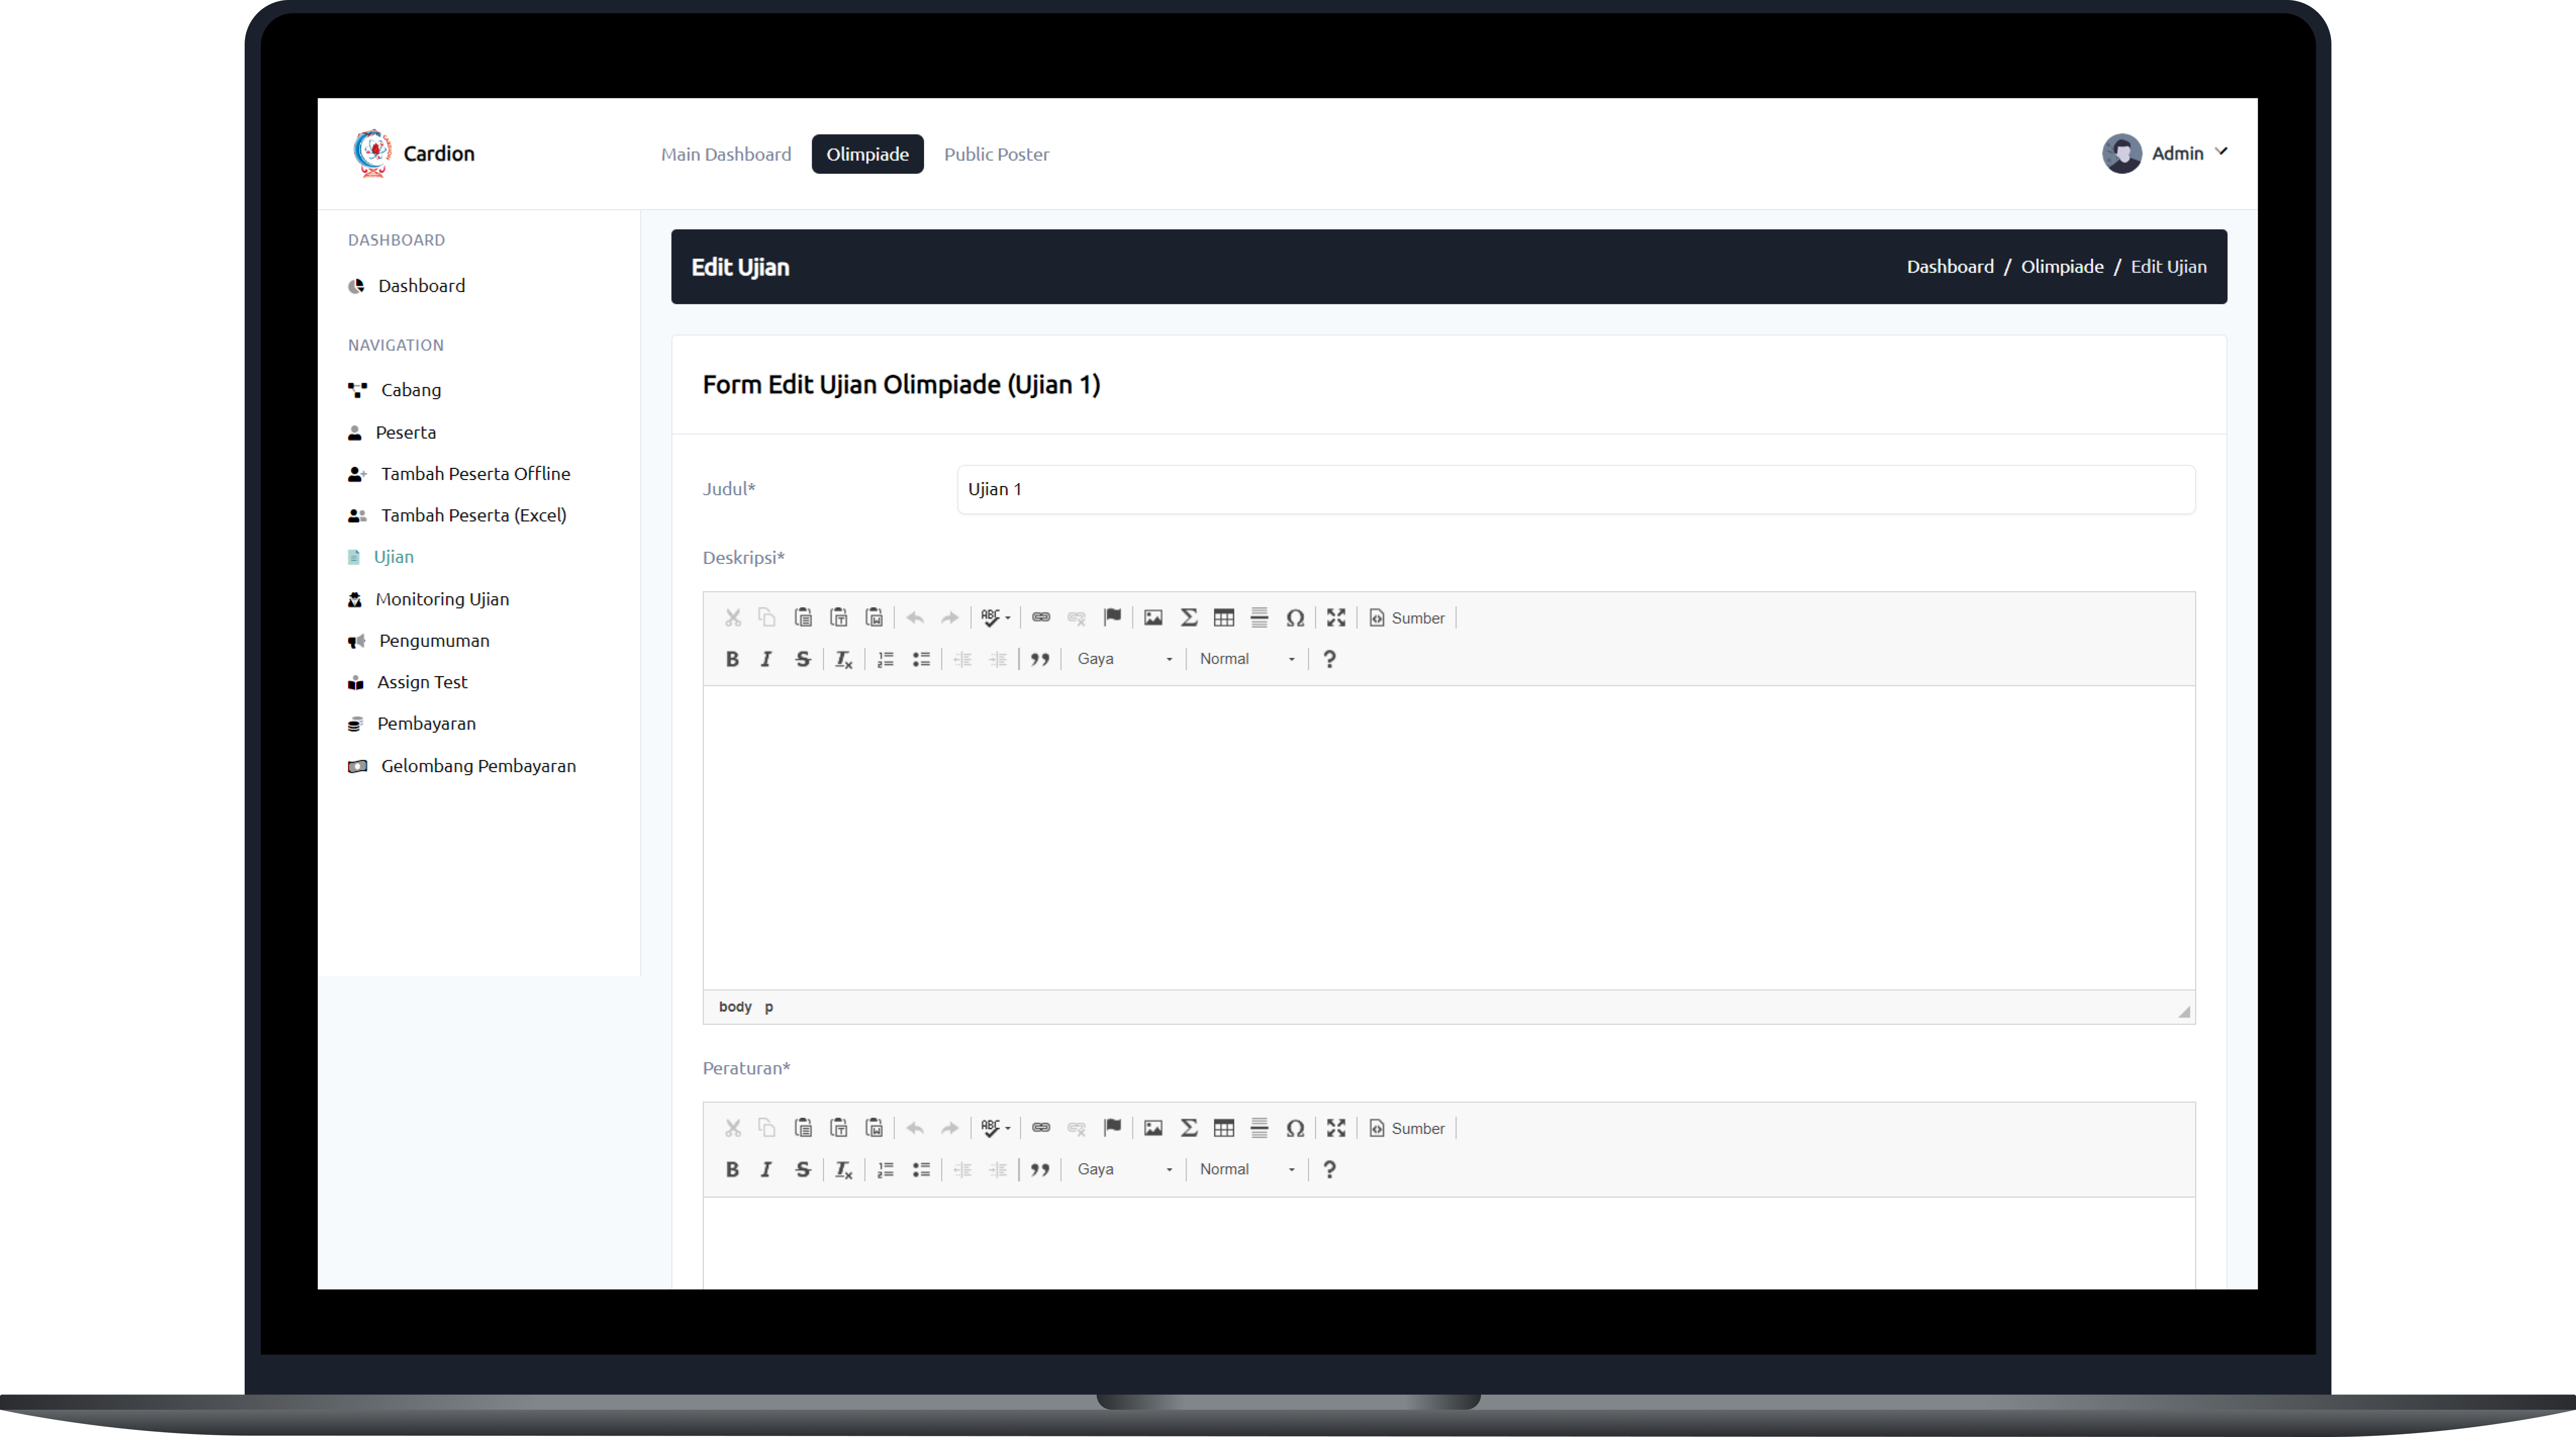 Cardion
Main Dashboard Olimpiade Public Poster
Admin
DASHBOARD
Dashboard
NAVIGATION
Cabang
Peserta
Tambah Peserta Offline
Tambah Peserta (Excel)
Ujian
Monitoring Ujian
Pengumuman
Assign Test
Pembayaran
Gelombang Pembayaran
Edit Ujian
Dashboard / Olimpiade / Edit Ujian
Form Edit Ujian Olimpiade (Ujian 1)
Judul* Ujian 1
Deskripsi*
Sumber
Gaya Normal
body p
Peraturan*
Sumber
Gaya Normal